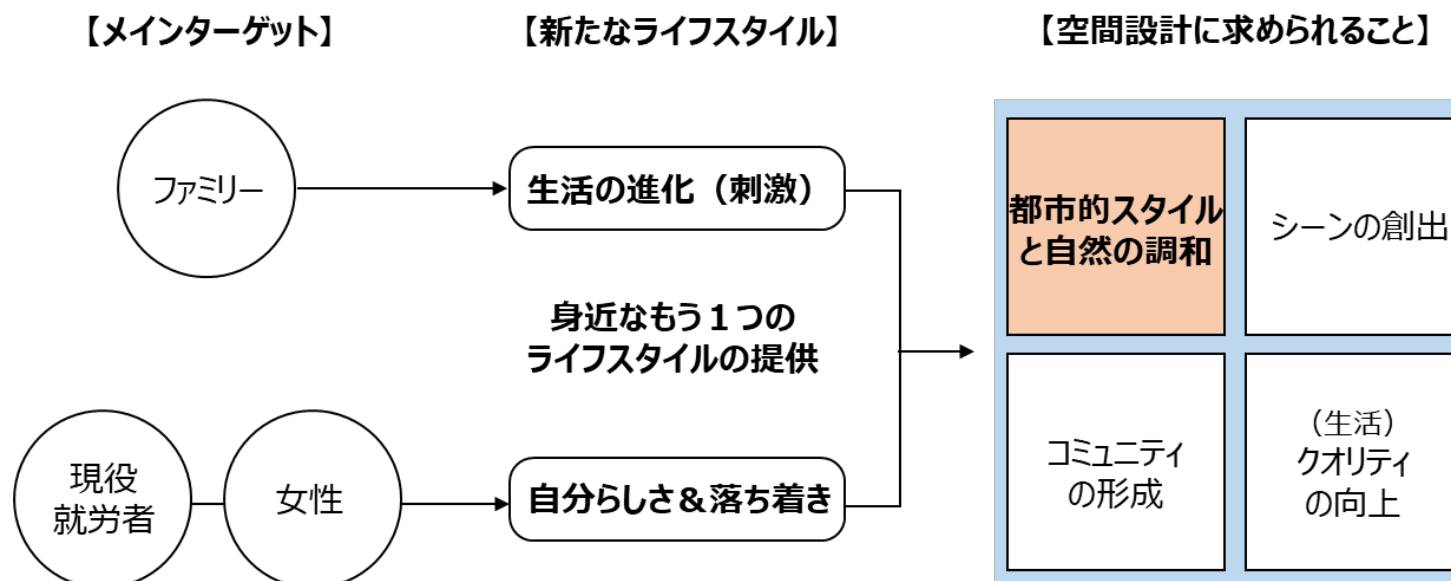 【メインターゲット】
【新たなライフスタイル】
【空間設計に求められること】
ファミリー
生活の進化（刺激）
都市的スタイル
と自然の調和
シーンの創出
身近なもう１つの
ライフスタイルの提供
現役
就労者
女性
自分らしさ＆落ち着き
コミュニティ
の形成
（生活）
クオリティ
の向上